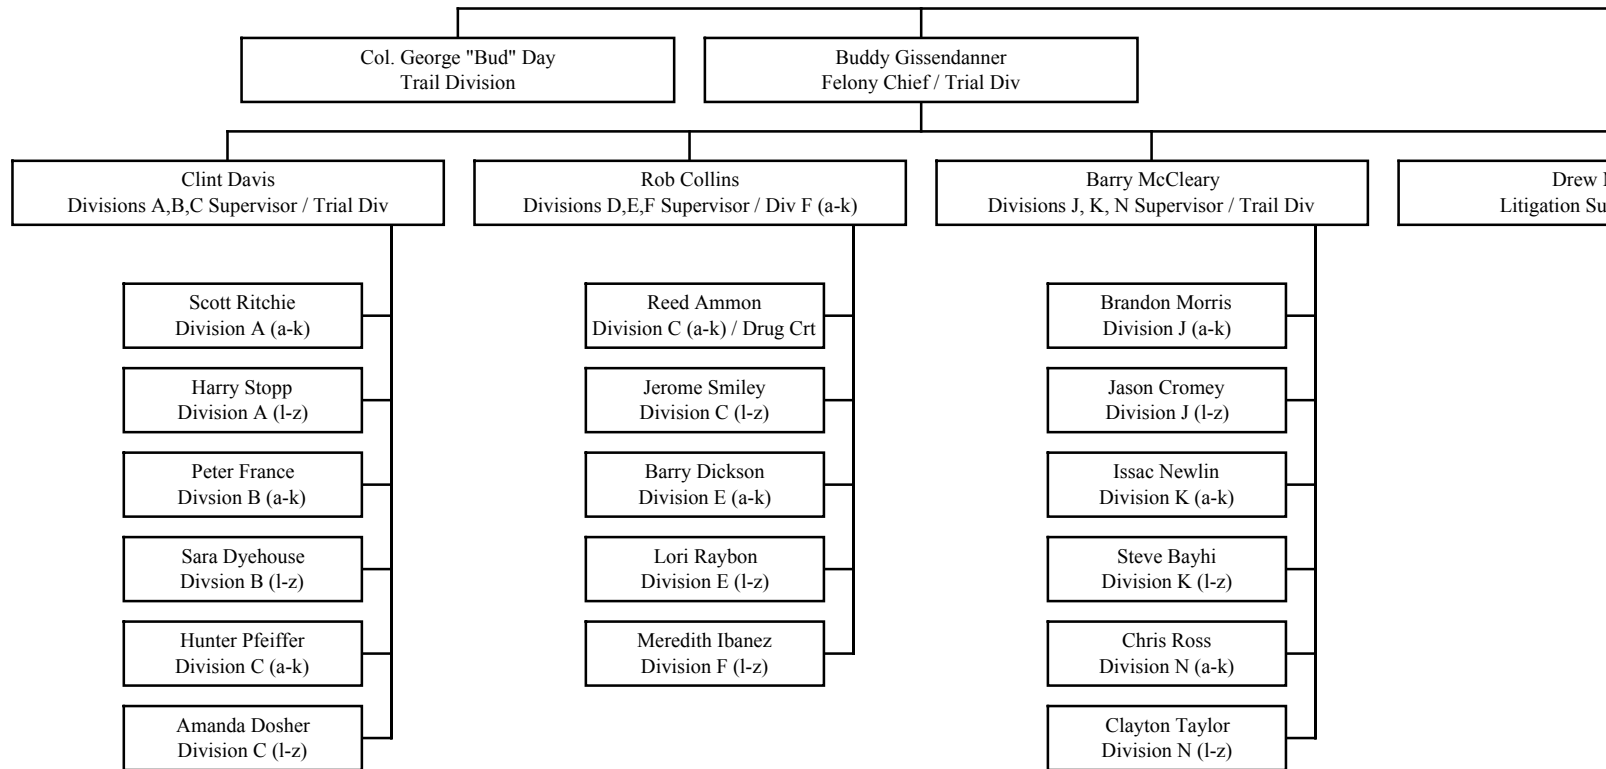 Col. George "Bud" Day
Trail Division
Buddy Gissendanner
Felony Chief / Trial Div
Clint Davis
Divisions A,B,C Supervisor / Trial Div
Rob Collins
Divisions D,E,F Supervisor / Div F (a-k)
Barry McCleary
Divisions J, K, N Supervisor / Trail Div
Drew
Litigation
Scott Ritchie
Division A (a-k)
Harry Stopp
Division A (l-z)
Peter France
Divsion B (a-k)
Sara Dyehouse
Divsion B (l-z)
Hunter Pfeiffer
Division C (a-k)
Amanda Dosher
Division C (l-z)
Reed Ammon
Division C (a-k) / Drug Crt
Jerome Smiley
Division C (l-z)
Barry Dickson
Division E (a-k)
Lori Raybon
Division E (l-z)
Meredith Ibanez
Division F (l-z)
Brandon Morris
Division J (a-k)
Jason Cromey
Division J (l-z)
Issac Newlin
Division K (a-k)
Steve Bayhi
Division K (l-z)
Chris Ross
Division N (a-k)
Clayton Taylor
Division N (l-z)